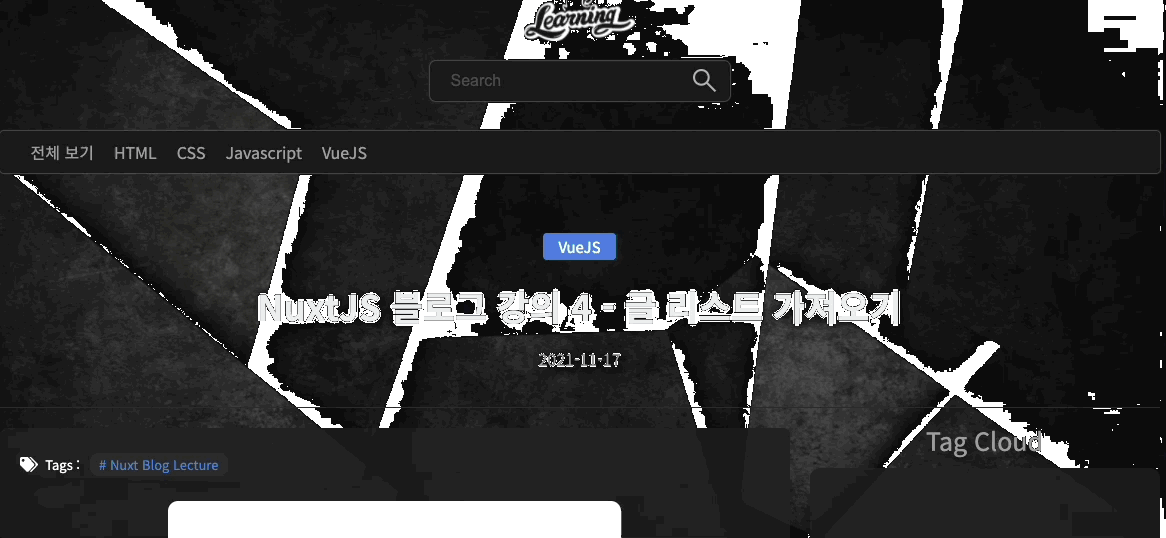 Learning
Search
전체 보기 HTML CSS Javascript VueJS
VueJS
NuxtJS 블로그 강의 4 - 글 리스트 가져오기
2021-11-17
Tag Cloud
Tags : # Nuxt Blog Lecture